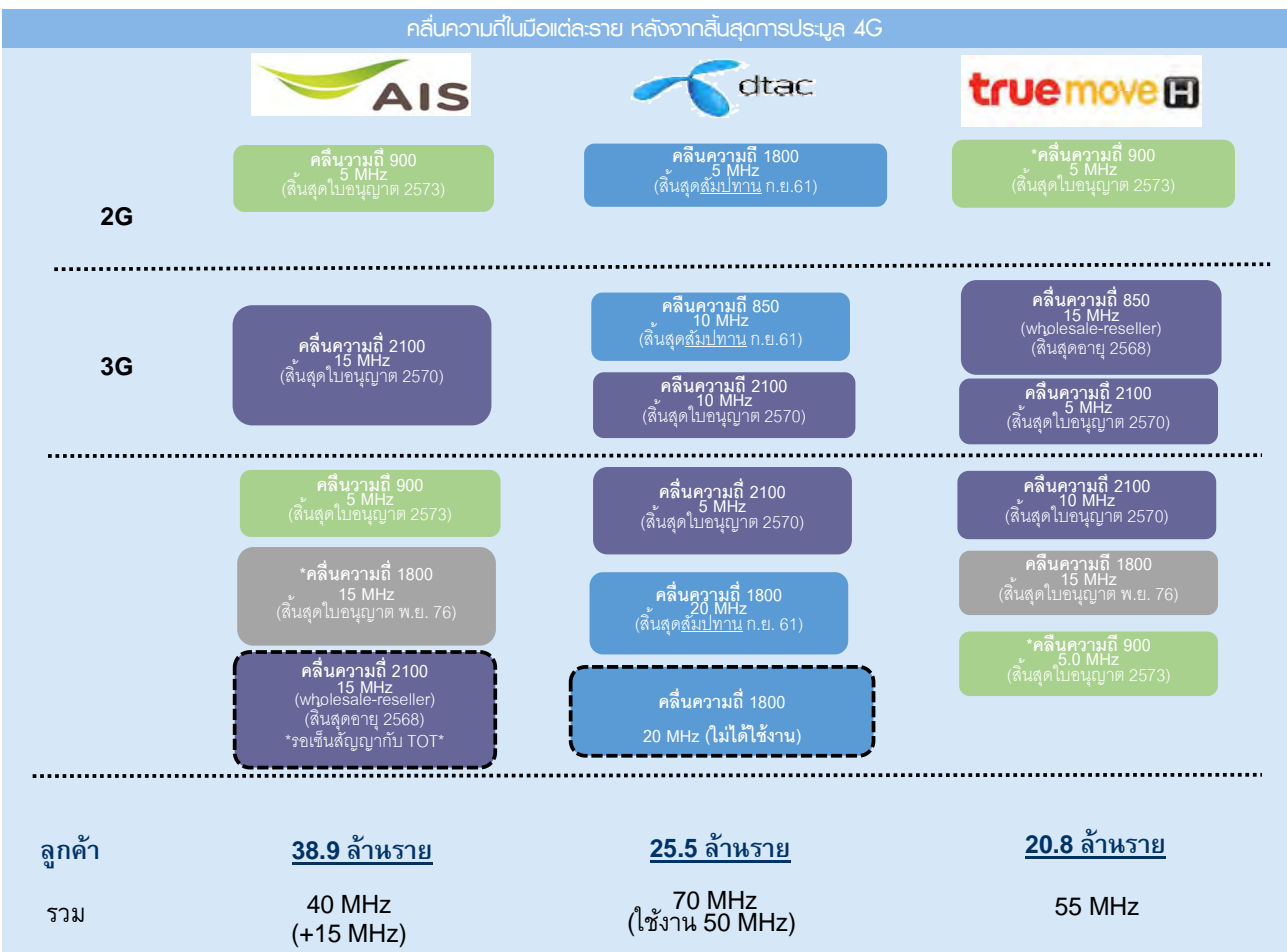 คลื่นความถี่ในมือแต่ละราย หลังจากสิ้นสุดการประมูล 4G
AIS
dtac
truemove H
2G
คลื่นวามถี่ 900
5 MHz
(สิ้นสุดใบอนุญาต 2573)
คลื่นความถี่ 1800
5 MHz
(สิ้นสุดสัมปทาน ก.ย.61)
*คลื่นความถี่ 900
5 MHz
(สิ้นสุดใบอนุญาต 2573)
3G
คลื่นความถี่ 2100
15 MHz
(สิ้นสุดใบอนุญาต 2570)
คลื่นความถี่ 850
10 MHz
(สิ้นสุดสัมปทาน ก.ย.61)
คลื่นความถี่ 2100
10 MHz
(สิ้นสุดใบอนุญาต 2570)
คลื่นความถี่ 850
15 MHz
(wholesale-reseller)
(สิ้นสุดอายุ 2568)
คลื่นความถี่ 2100
5 MHz
(สิ้นสุดใบอนุญาต 2570)
คลื่นวามถี่ 900
5 MHz
(สิ้นสุดใบอนุญาต 2573)
*คลื่นความถี่ 1800
15 MHz
(สิ้นสุดใบอนุญาต พ.ย. 76)
คลื่นความถี่ 2100
15 MHz
(wholesale-reseller)
(สิ้นสุดอายุ 2568)
*รอเซ็นสัญญากับ TOT*
คลื่นความถี่ 2100
5 MHz
(สิ้นสุดใบอนุญาต 2570)
คลื่นความถี่ 1800
20 MHz
(สิ้นสุดสัมปทาน ก.ย. 61)
คลื่นความถี่ 1800
20 MHz (ไม่ได้ใช้งาน)
คลื่นความถี่ 2100
10 MHz
(สิ้นสุดใบอนุญาต 2570)
คลื่นความถี่ 1800
15 MHz
(สิ้นสุดใบอนุญาต พ.ย. 76)
*คลื่นความถี่ 900
5.0 MHz
(สิ้นสุดใบอนุญาต 2573)
ลูกค้า
38.9 ล้านราย
25.5 ล้านราย
20.8 ล้านราย
รวม
40 MHz
(+15 MHz)
70 MHz
(ใช้งาน 50 MHz)
55 MHz